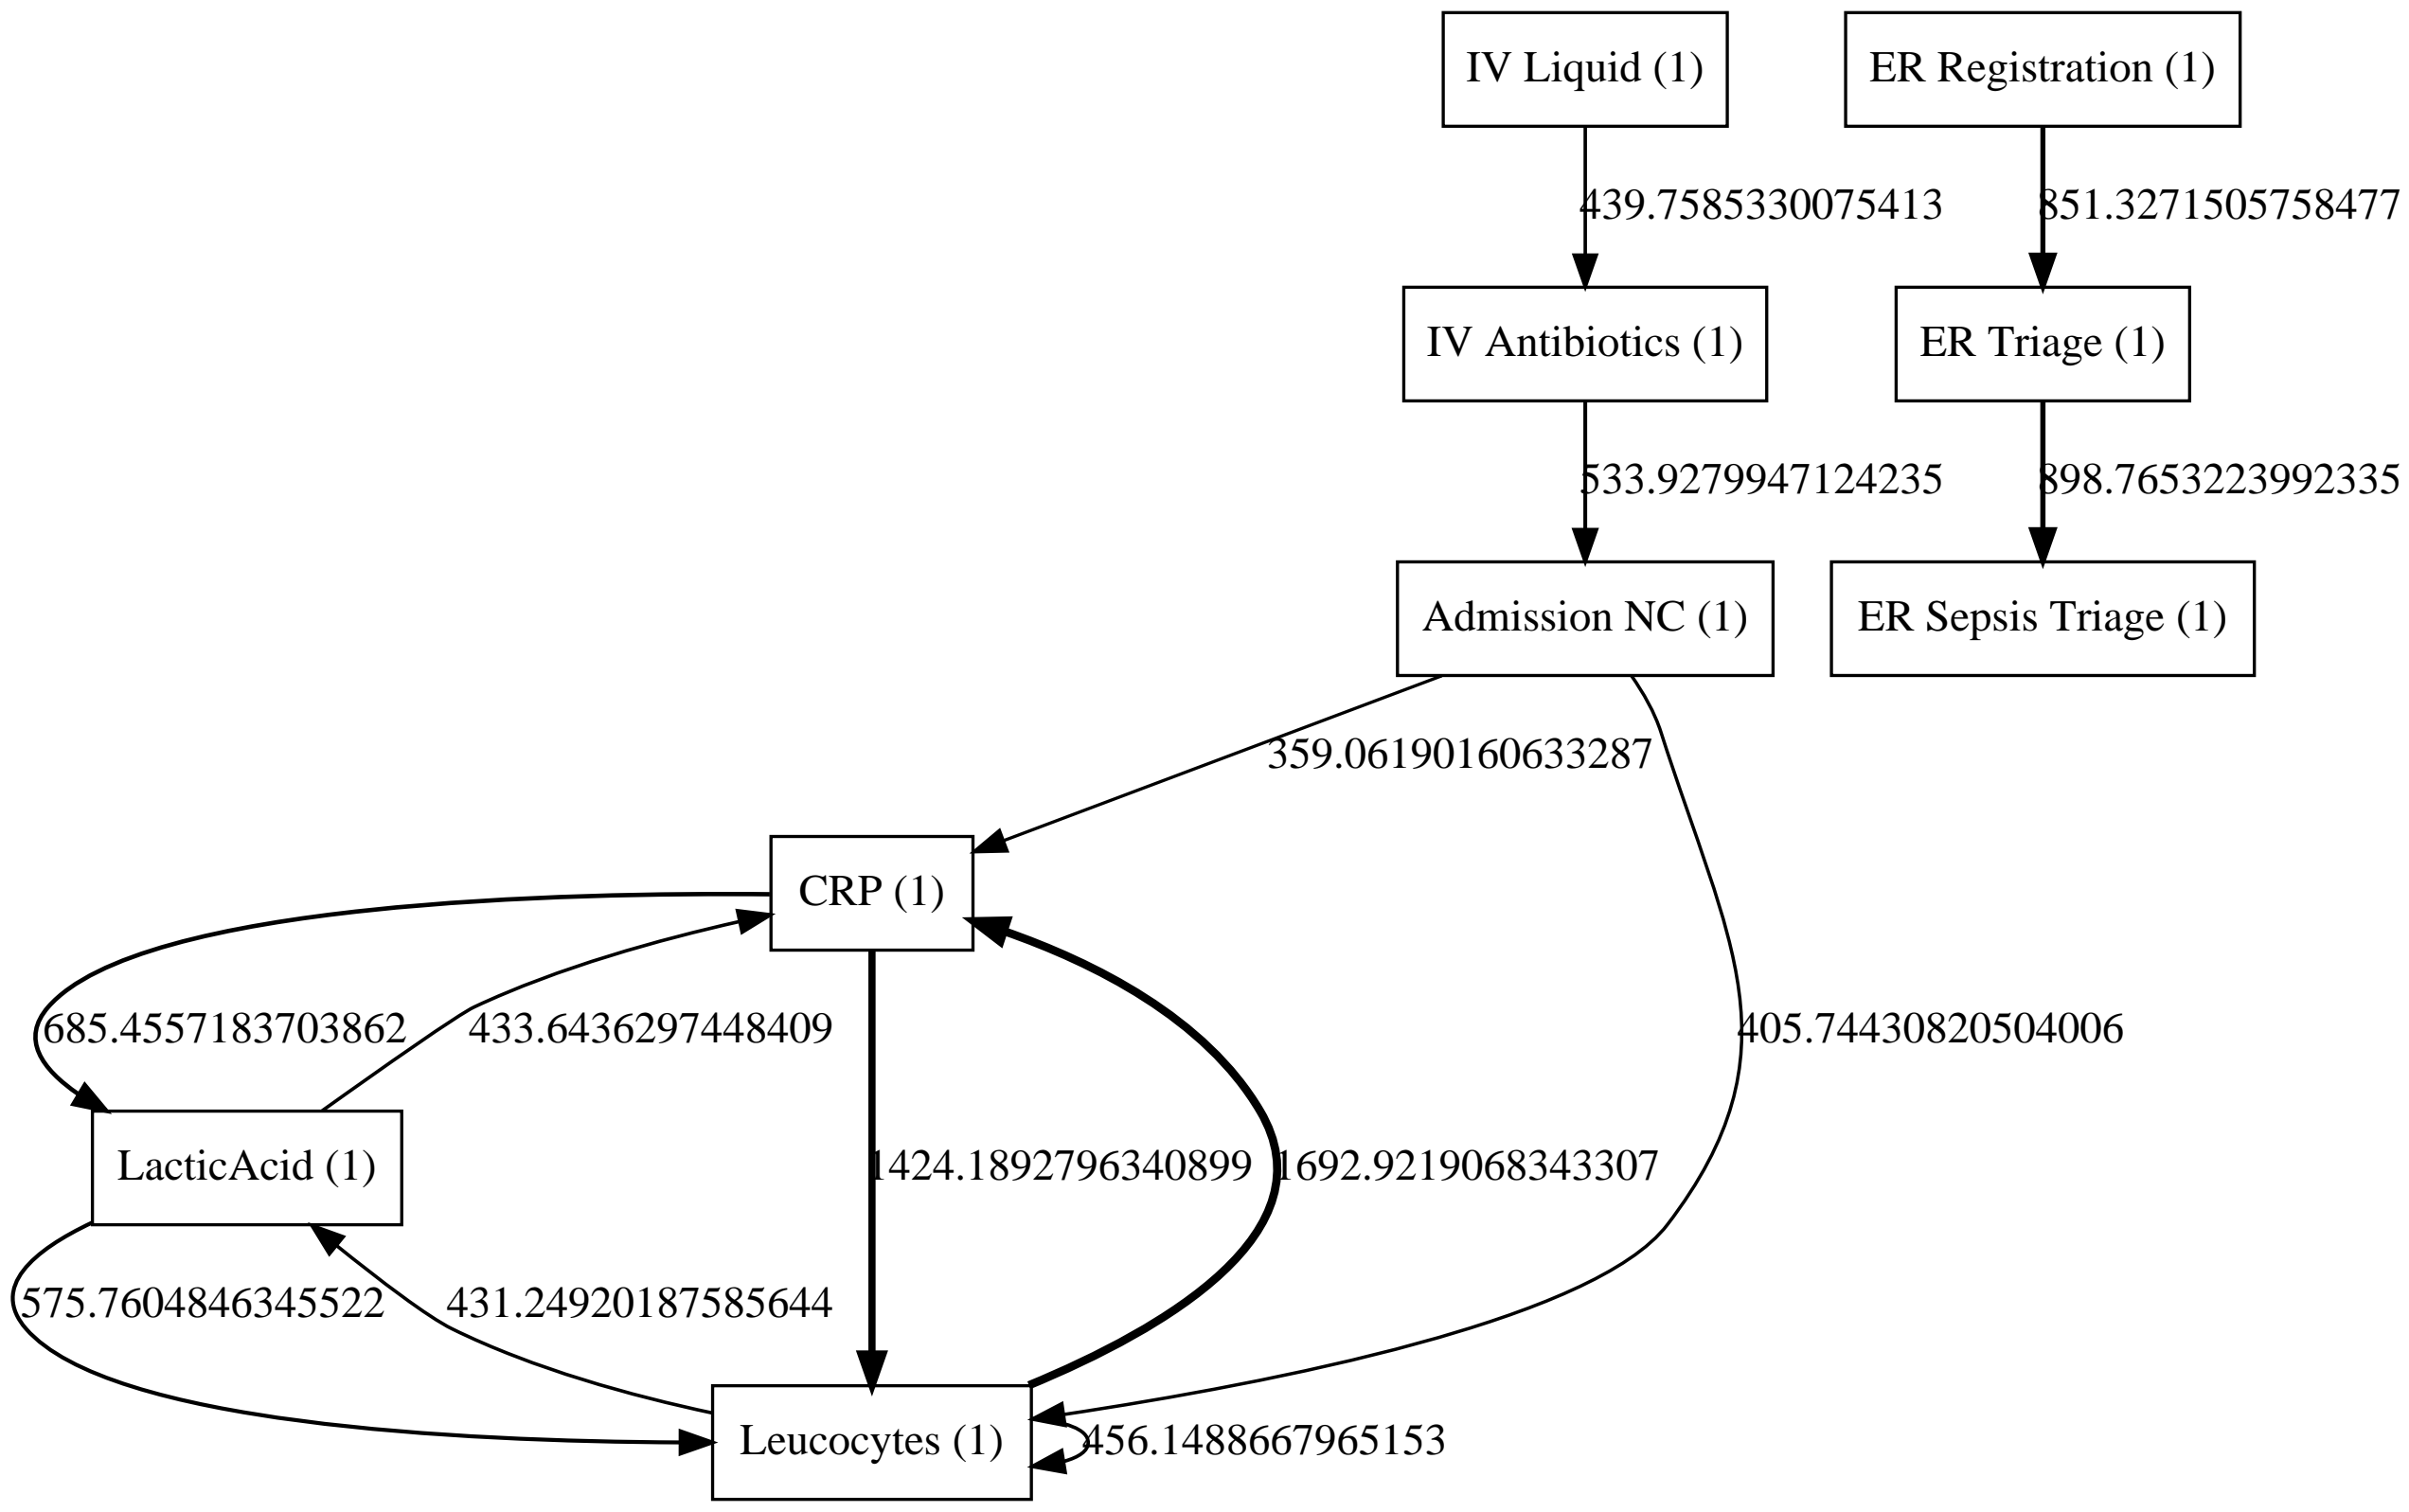 IV Liquid (1)
ER Registration (1)
439.7585330075413
851.3271505758477
IV Antibiotics (1)
ER Triage (1)
533.9279947124235
898.7653223992335
Admission NC (1)
ER Sepsis Triage (1)
359.06190160633287
CRP (1)
685.4557183703862
433.6436297448409
405.74430820504006
LacticAcid (1)
1424.1892796340899
1692.9219068343307
575.7604846345522
431.24920187585644
Leucocytes (1)
456.1488667965153